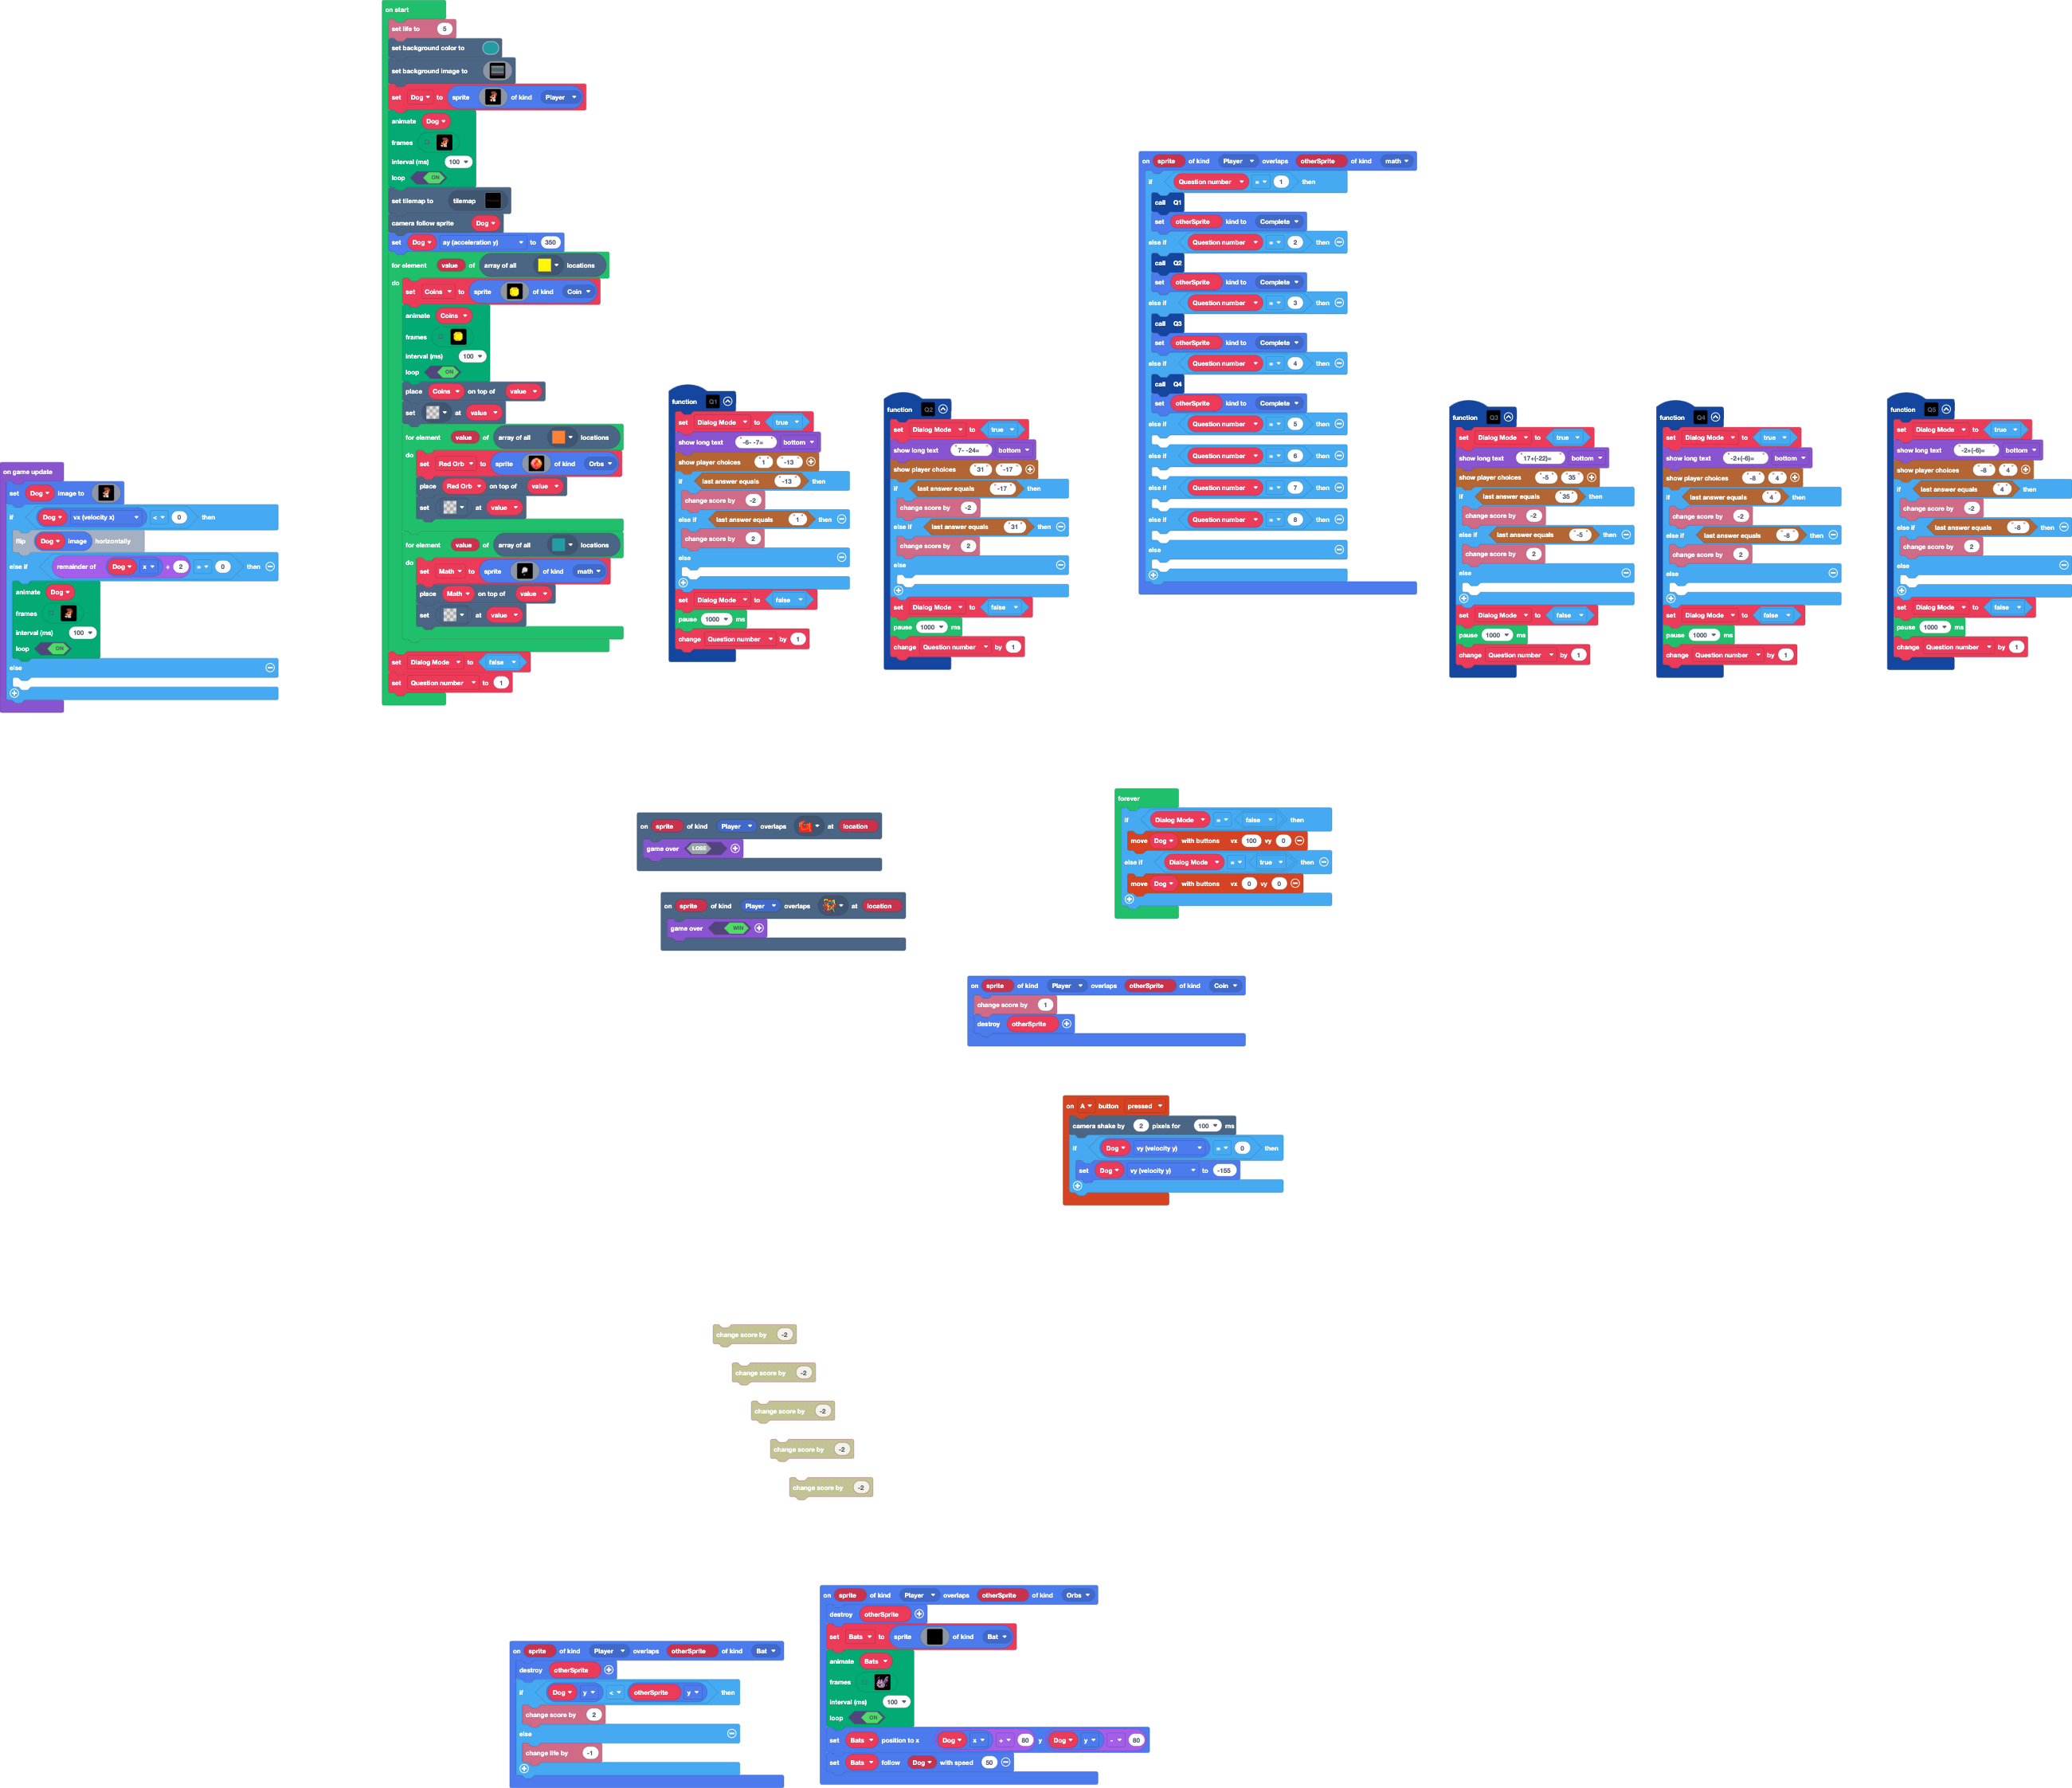 on start
set life to 5
set background color to
set background image to
set Dog to sprite of kind Player
animate Dog
frames
interval (ms) 100
loop ON
set tilemap to tilemap
camera follow sprite Dog
set Dog ay (acceleration y) to 350
for element value of array of all locations
do
set Coins to sprite of kind Coin
animate Coins
frames
interval (ms) 100
loop ON
place Coins on top of value
set at value
for element value of array of all locations
do
set Red Orb to sprite of kind Orbs
place Red Orb on top of value
set at value
for element value of array of all locations
do
set Math to sprite of kind math
place Math on top of value
set at value
set Dialog Mode to false
set Question number to 1
on game update
set Dog image to
if Dog vx (velocity x) < 0 then
flip Dog image horizontally
else if remainder of Dog x ÷ 2 = 0 then
animate Dog
frames
interval (ms) 100
loop ON
else
function Q1
set Dialog Mode to true
show long text "-6- -7=" bottom
show player choices "1" "-13"
if last answer equals "-13" then
change score by -2
else if last answer equals "1" then
change score by 2
else
set Dialog Mode to false
pause 1000 ms
change Question number by 1
function Q2
set Dialog Mode to true
show long text "7- -24=" bottom
show player choices "31" "-17"
if last answer equals "-17" then
change score by -2
else if last answer equals "31" then
change score by 2
else
set Dialog Mode to false
pause 1000 ms
change Question number by 1
on sprite of kind Player overlaps otherSprite of kind math
if Question number = 1 then
call Q1
set otherSprite kind to Complete
else if Question number = 2 then
call Q2
set otherSprite kind to Complete
else if Question number = 3 then
call Q3
set otherSprite kind to Complete
else if Question number = 4 then
call Q4
set otherSprite kind to Complete
else if Question number = 5 then
else if Question number = 6 then
else if Question number = 7 then
else if Question number = 8 then
else
function Q3
set Dialog Mode to true
show long text "17+(-22)=" bottom
show player choices "-5" "35"
if last answer equals "35" then
change score by -2
else if last answer equals "-5" then
change score by 2
else
set Dialog Mode to false
pause 1000 ms
change Question number by 1
function Q4
set Dialog Mode to true
show long text "-2+(-6)=" bottom
show player choices "-8" "4"
if last answer equals "4" then
change score by -2
else if last answer equals "-8" then
change score by 2
else
set Dialog Mode to false
pause 1000 ms
change Question number by 1
function Q5
set Dialog Mode to true
show long text bottom
show player choices "-8" "4"
if last answer equals "4" then
change score by -2
else if last answer equals "-8" then
change score by 2
else
set Dialog Mode to false
pause 1000 ms
change Question number by 1
on sprite of kind Player overlaps at location
game over LOSE
on sprite of kind Player overlaps at location
game over WIN
forever
if Dialog Mode = false then
move Dog with buttons vx 100 vy 0
else if Dialog Mode = true then
move Dog with buttons vx 0 vy 0
on sprite of kind Player overlaps otherSprite of kind Coin
change score by 1
destroy otherSprite
on A button pressed
camera shake by 2 pixels for 100 ms
if Dog vy (velocity y) = 0 then
set Dog vy (velocity y) to -155
change score by -2
change score by -2
change score by -2
change score by -2
change score by -2
on sprite of kind Player overlaps otherSprite of kind Bat
destroy otherSprite
if Dog y < otherSprite y then
change score by 2
else
change life by -1
on sprite of kind Player overlaps otherSprite of kind Orbs
destroy otherSprite
set Bats to sprite of kind Bat
animate Bats
frames
interval (ms) 100
loop ON
set Bats position to x Dog x + 80 y Dog y - 80
set Bats follow Dog with speed 50